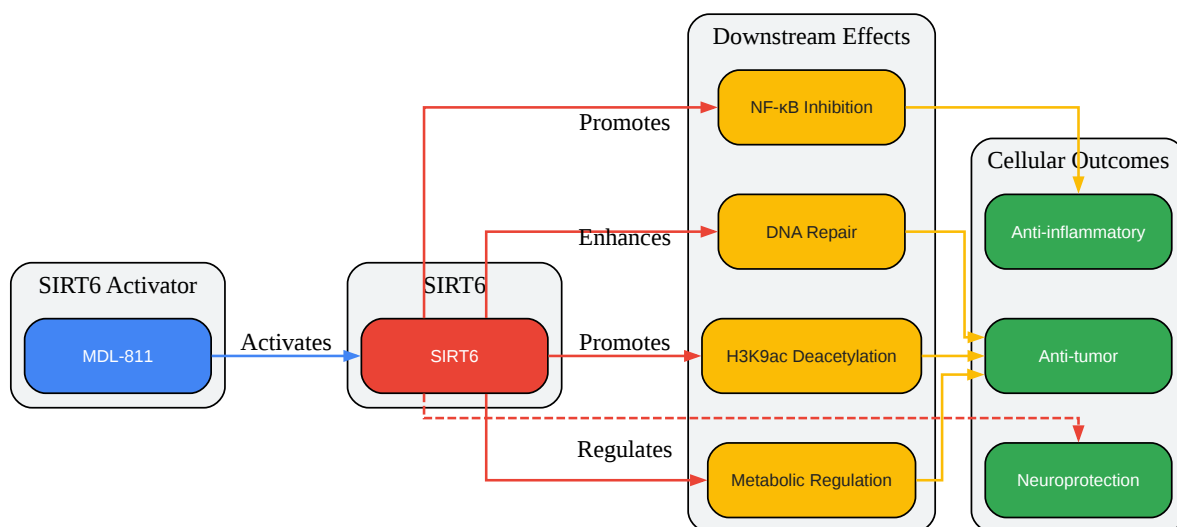 SIRT6 Activator
MDL-811
Activates
SIRT6
SIRT6
Promotes
Enhances
Promotes
Regulates
Downstream Effects
NF-κB Inhibition
DNA Repair
H3K9ac Deacetylation
Metabolic Regulation
Cellular Outcomes
Anti-inflammatory
Anti-tumor
Neuroprotection